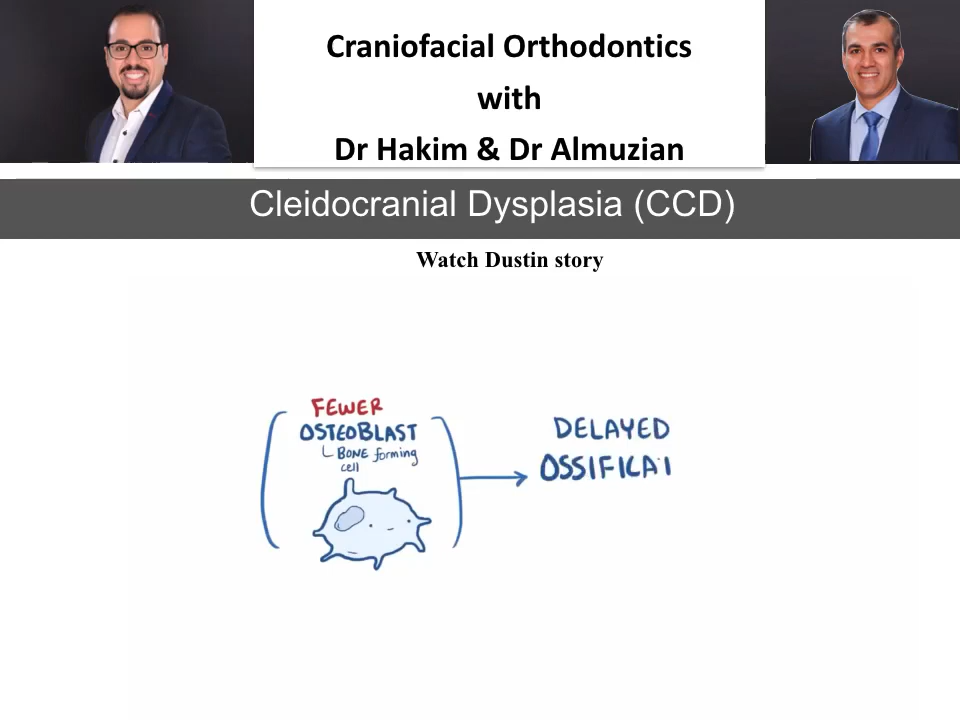 Craniofacial Orthodontics
with
Dr Hakim & Dr Almuzian
Cleidocranial Dysplasia (CCD)
Watch Dustin story
FEWER
OSTEOBLAST
BONE forming
cell
DELAYED
OSSIFICAT